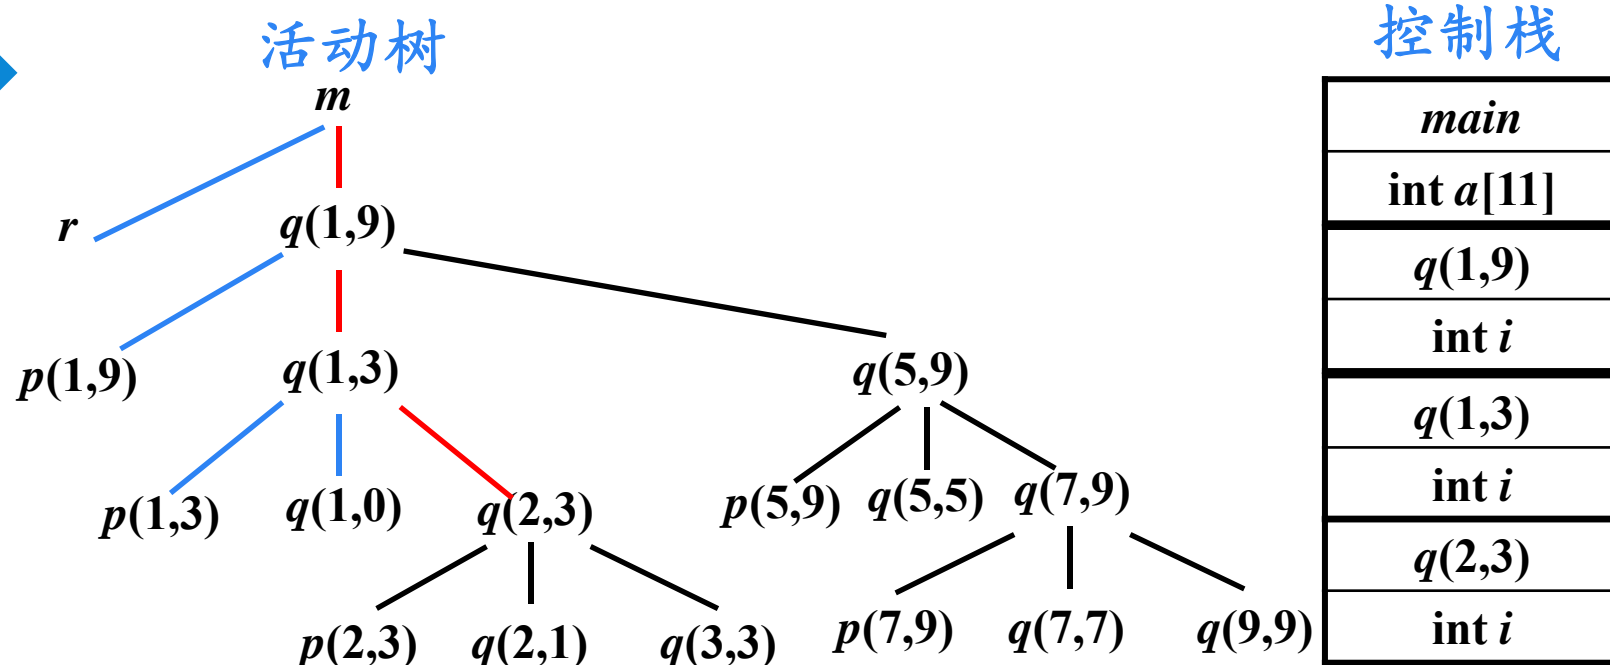 活动树
m
r
q(1,9)
p(1,9)
q(1,3)
q(5,9)
p(1,3)
q(1,0)
q(2,3)
p(5,9)
q(5,5)
q(7,9)
p(2,3)
q(2,1)
q(3,3)
p(7,9)
q(7,7)
q(9,9)
控制栈
main
int a[11]
q(1,9)
int i
q(1,3)
int i
q(2,3)
int i